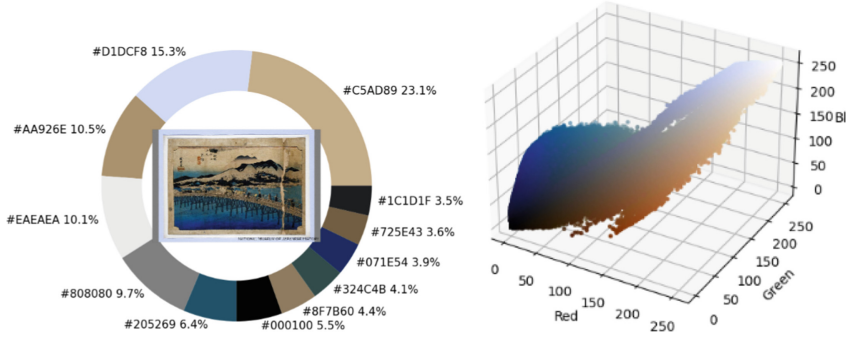 #D1DCF8 15.3%
#C5AD89 23.1%
#AA926E 10.5%
#EAEAEA 10.1%
#1C1D1F 3.5%
#725E43 3.6%
#071E54 3.9%
#324C4B 4.1%
#808080 9.7%
#8F7B60 4.4%
#205269 6.4%
#000100 5.5%
250
200
150 Bl
100
50
0
250
200
150
100
50
0
Green
0
50
100
150
200
250
Red